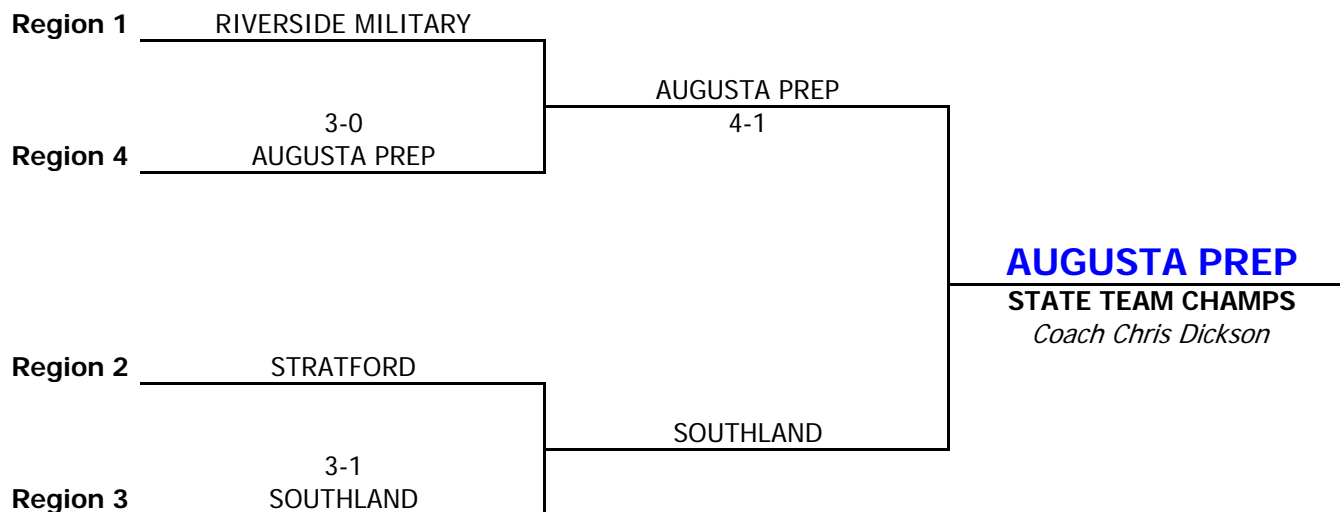 Region 1 RIVERSIDE MILITARY
AUGUSTA PREP
3-0 4-1
Region 4 AUGUSTA PREP
AUGUSTA PREP
STATE TEAM CHAMPS
Coach Chris Dickson
Region 2 STRATFORD
SOUTHLAND
3-1
Region 3 SOUTHLAND